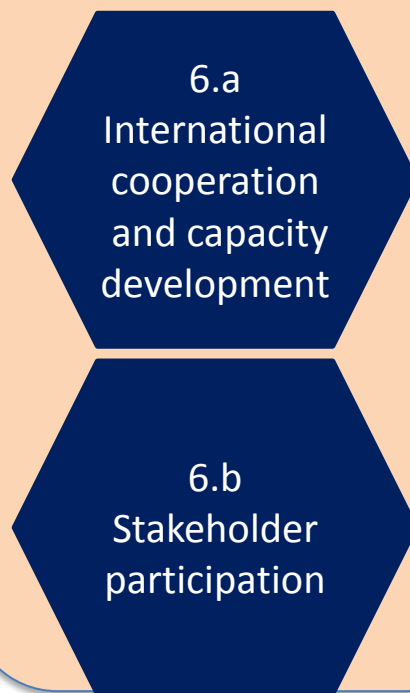 6.a
International
cooperation
and capacity
development
6.b
Stakeholder
participation